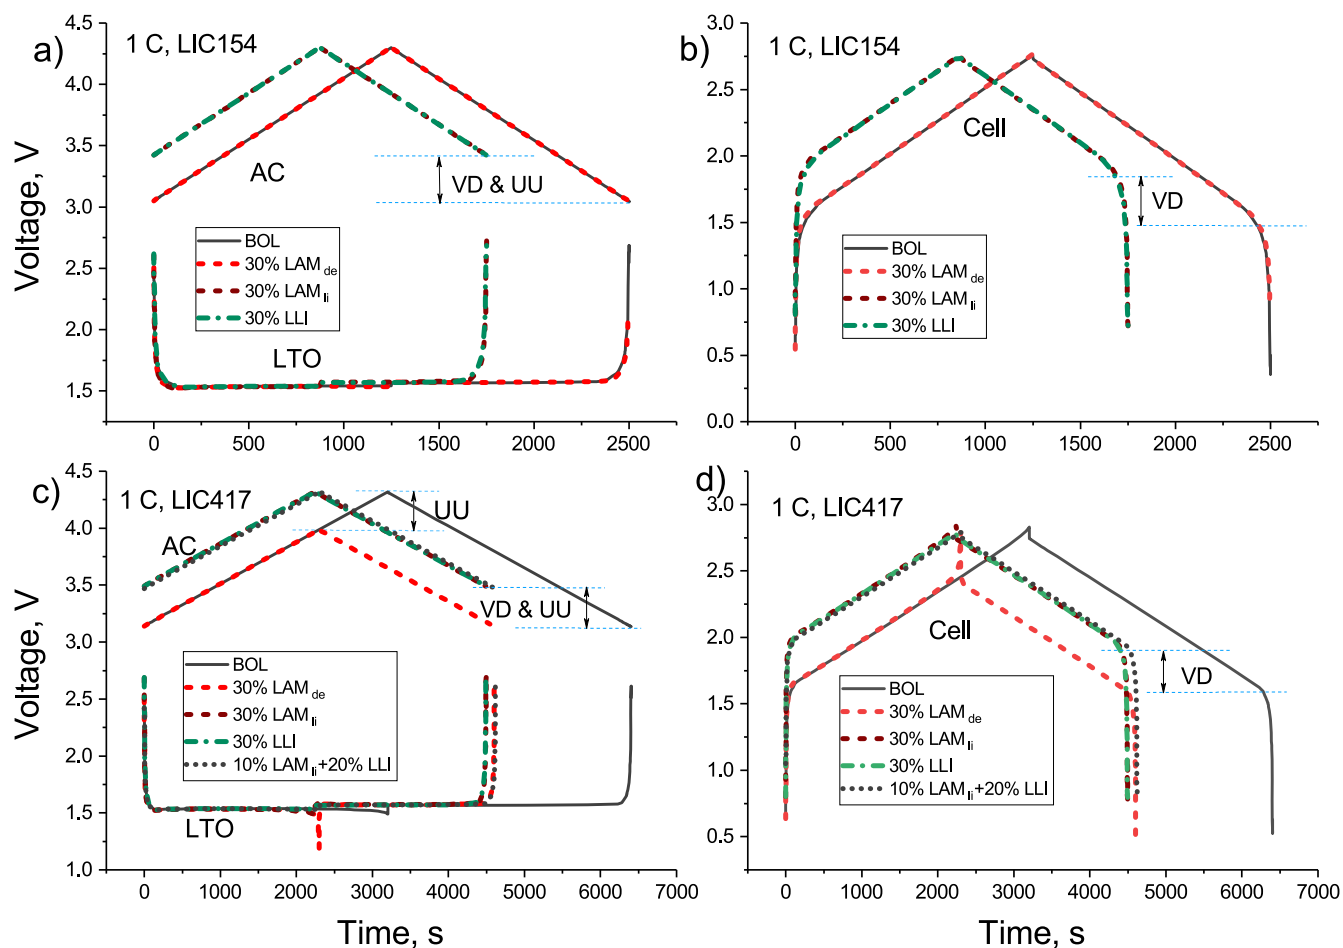 a)
1 C, LIC154
4.5
4.0
3.5
3.0
2.5
2.0
1.5
Voltage, V
AC
VD & UU
BOL
30% LAM de
30% LAM li
30% LLI
LTO
0 500 1000 1500 2000 2500
b)
1 C, LIC154
3.0
2.5
2.0
1.5
1.0
0.5
0.0
Cell
VD
BOL
30% LAM de
30% LAM li
30% LLI
0 500 1000 1500 2000 2500
c)
1 C, LIC417
4.5
4.0
3.5
3.0
2.5
2.0
1.5
1.0
Voltage, V
AC
UU
VD & UU
BOL
30% LAM de
30% LAM li
30% LLI
10% LAM li+20% LLI
LTO
0 1000 2000 3000 4000 5000 6000 7000
Time, s
d)
1 C, LIC417
3.0
2.5
2.0
1.5
1.0
0.5
Cell
VD
BOL
30% LAM de
30% LAM li
30% LLI
10% LAM li+20% LLI
0 1000 2000 3000 4000 5000 6000 7000
Time, s